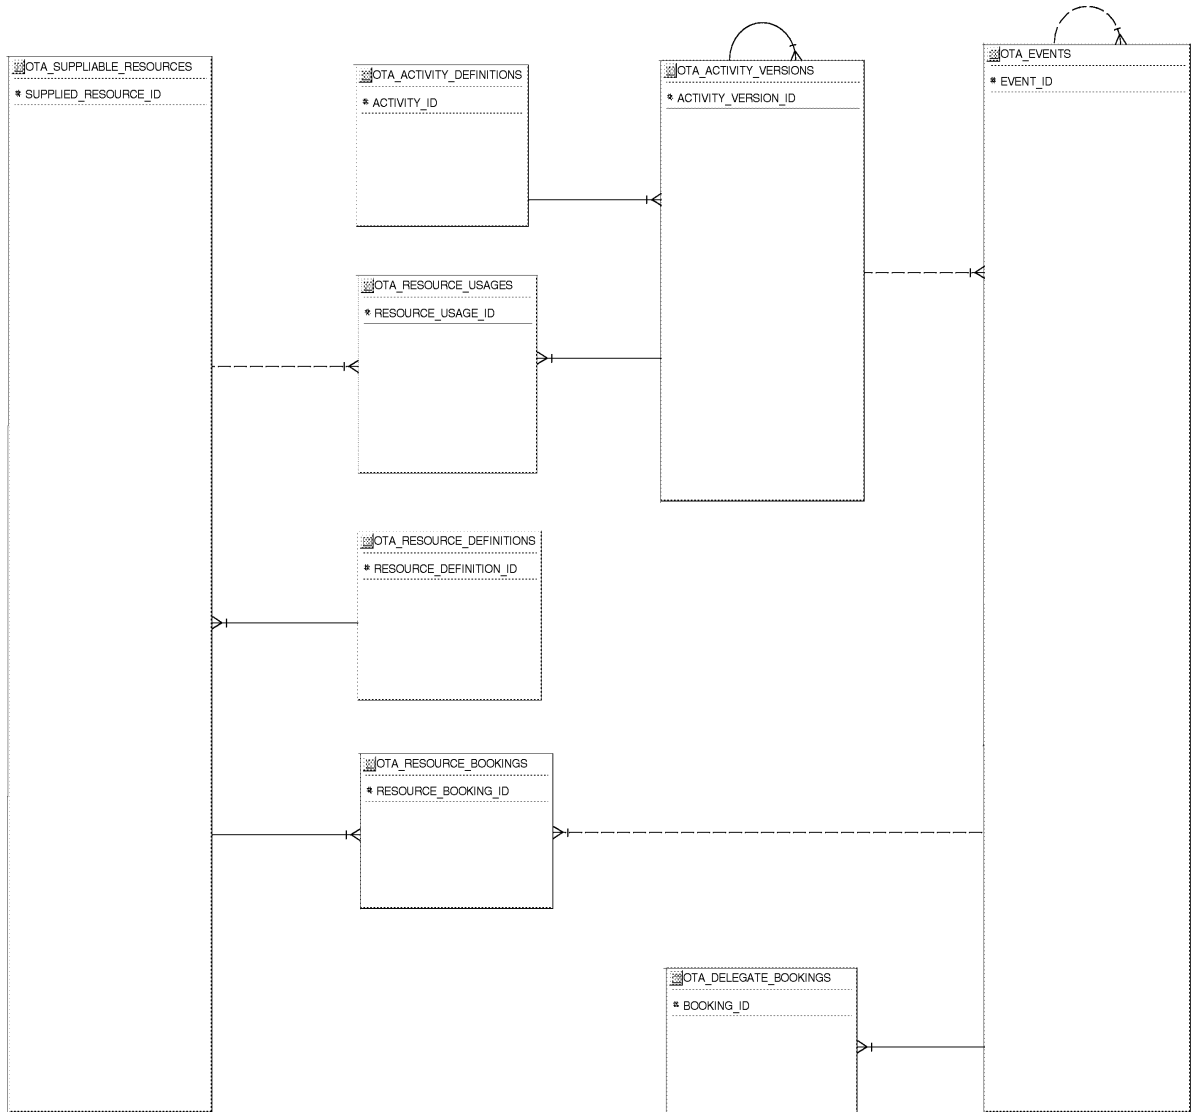 OTA_SUPPLIABLE_RESOURCES
# SUPPLIED_RESOURCE_ID
OTA_ACTIVITY_DEFINITIONS
# ACTIVITY_ID
OTA_ACTIVITY_VERSIONS
# ACTIVITY_VERSION_ID
OTA_EVENTS
# EVENT_ID
OTA_RESOURCE_USAGES
# RESOURCE_USAGE_ID
OTA_RESOURCE_DEFINITIONS
# RESOURCE_DEFINITION_ID
OTA_RESOURCE_BOOKINGS
# RESOURCE_BOOKING_ID
OTA_DELEGATE_BOOKINGS
# BOOKING_ID